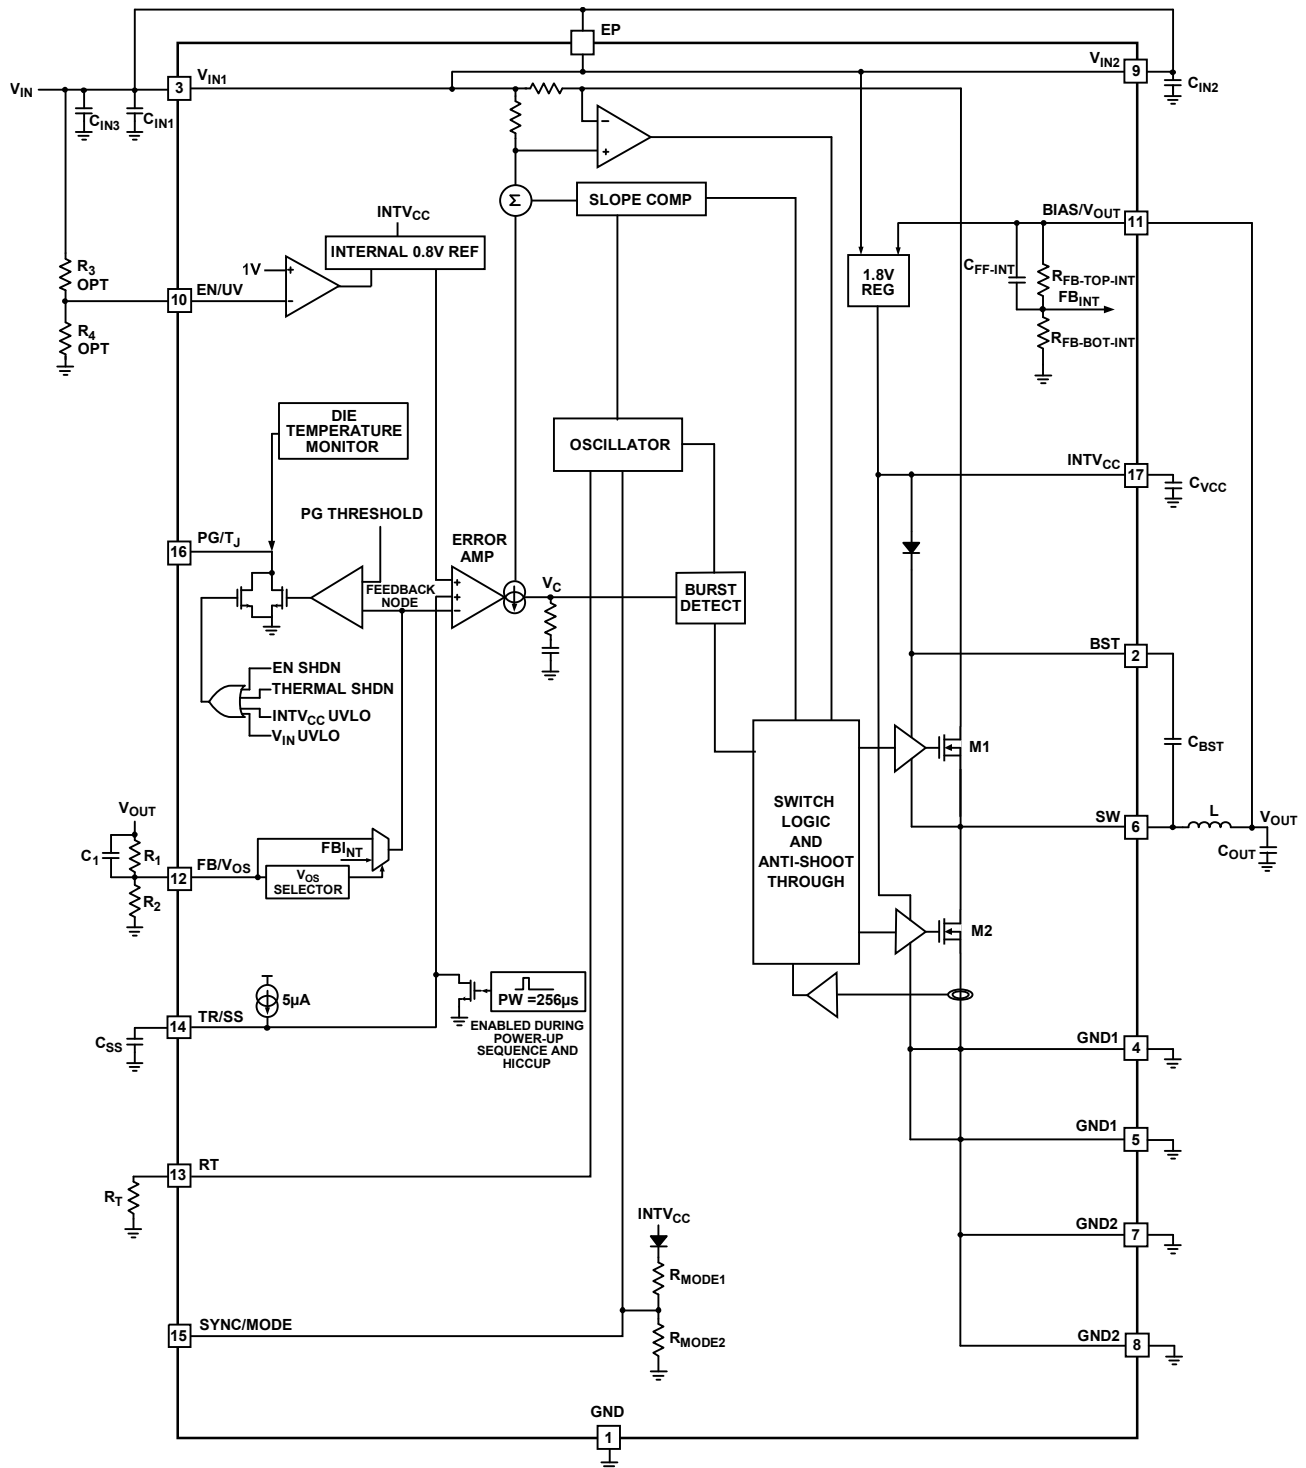 EP
VIN
3
VIN1
VIN2
9
CIN3
CIN1
CIN2
Σ
SLOPE COMP
BIAS/VOUT
11
INTVCC
INTERNAL 0.8V REF
1V
R3
OPT
10
EN/UV
R4
OPT
1.8V
REG
CFF-INT
RFB-TOP-INT
FBINT
RFB-BOT-INT
DIE
TEMPERATURE
MONITOR
OSCILLATOR
INTVCC
17
CVCC
PG THRESHOLD
16
PG/TJ
ERROR
AMP
FEEDBACK
NODE
VC
BURST
DETECT
EN SHDN
THERMAL SHDN
INTVCC UVLO
VIN UVLO
BST
2
CBST
M1
SWITCH
LOGIC
AND
ANTI-SHOOT
THROUGH
SW
6
L
VOUT
COUT
VOUT
C1
R1
12
FB/VOS
R2
FBINT
VOS
SELECTOR
M2
5µA
14
TR/SS
CSS
PW =256µs
ENABLED DURING
POWER-UP
SEQUENCE AND
HICCUP
GND1
4
GND1
5
13
RT
RT
INTVCC
RMODE1
RMODE2
GND2
7
15
SYNC/MODE
GND2
8
GND
1